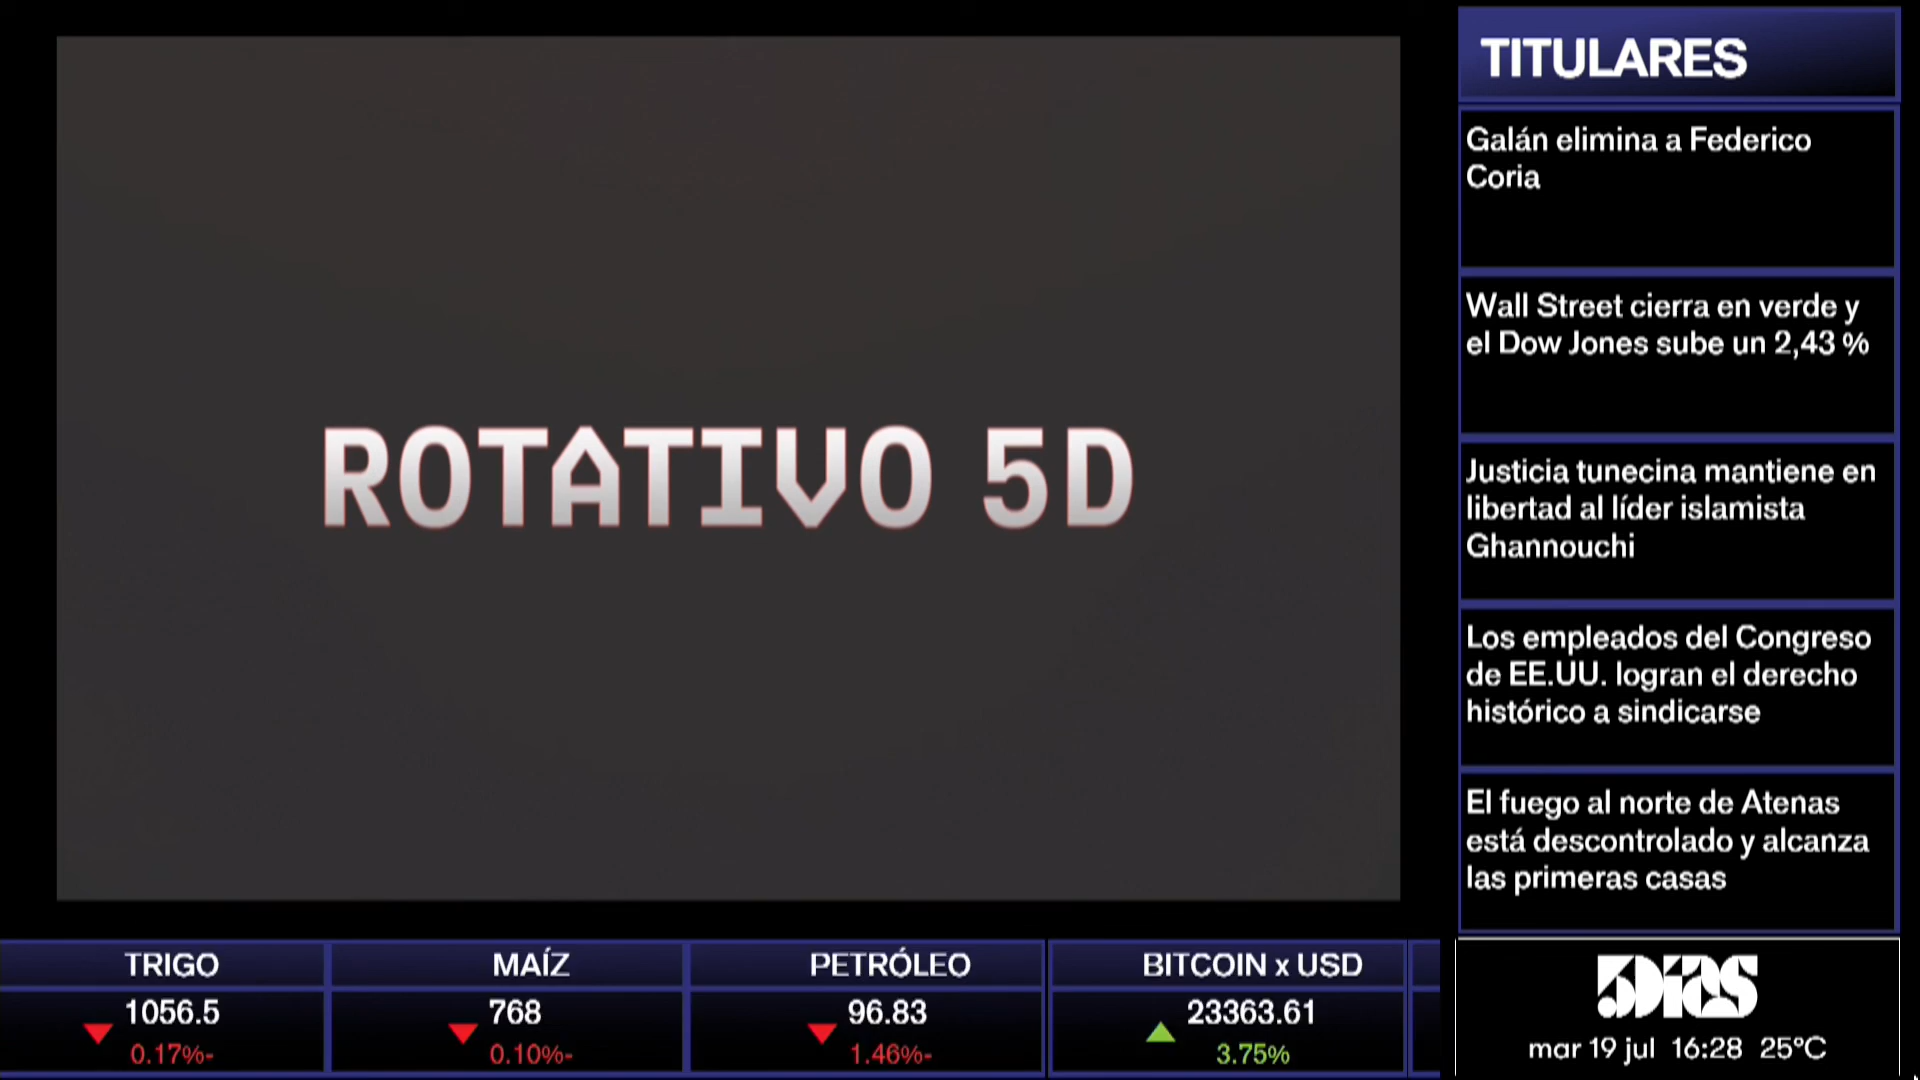 ROTATIVO 5D
TITULARES
Galán elimina a Federico
Coria
Wall Street cierra en verde y
el Dow Jones sube un 2,43 %
Justicia tunecina mantiene en
libertad al líder islamista
Ghannouchi
Los empleados del Congreso
de EE.UU. logran el derecho
histórico a sindicarse
El fuego al norte de Atenas
está descontrolado y alcanza
las primeras casas
TRIGO
1056.5
0.17%-
MAÍZ
768
0.10%-
PETRÓLEO
96.83
1.46%-
BITCOIN x USD
23363.61
3.75%
5Días
mar 19 jul 16:28 25°C